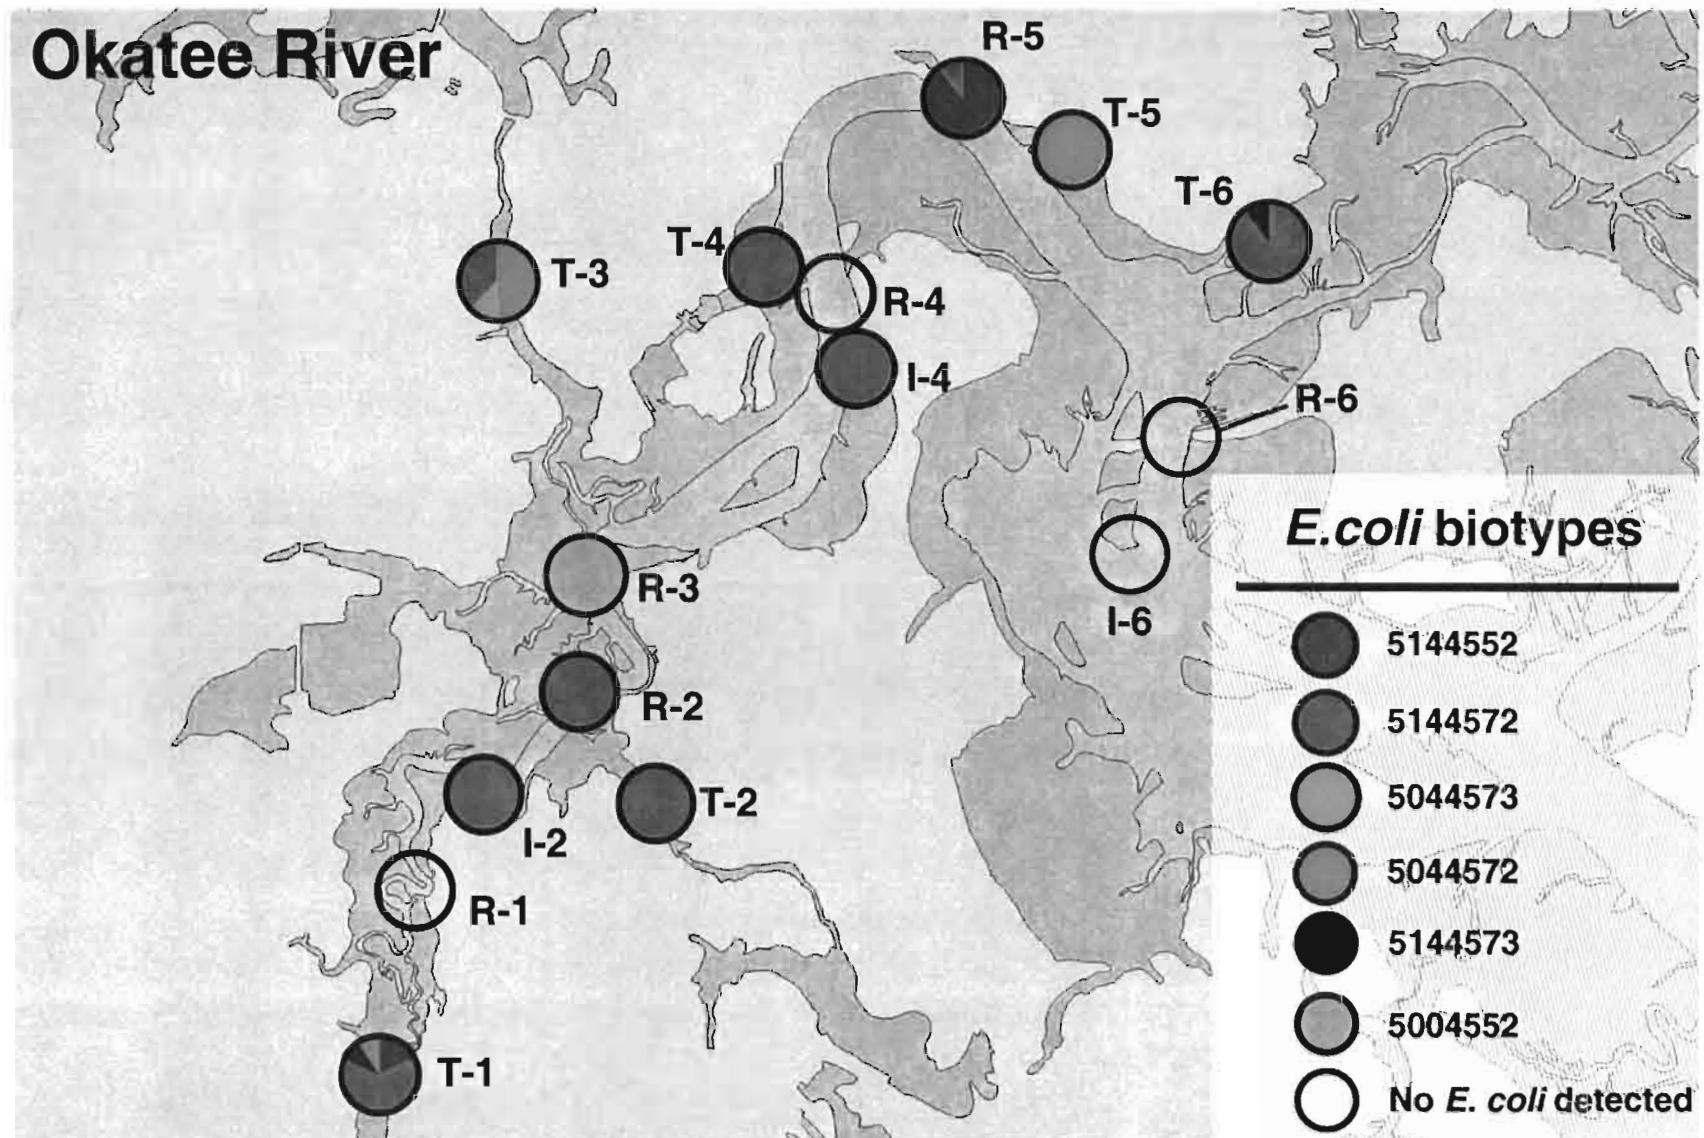 Okatee River
R-5
T-5
T-6
T-4
T-3
R-4
I-4
R-6
E.coli biotypes
R-3
I-6
5144552
R-2
5144572
T-2
5044573
I-2
5044572
R-1
5144573
5004552
T-1
No E. coli detected